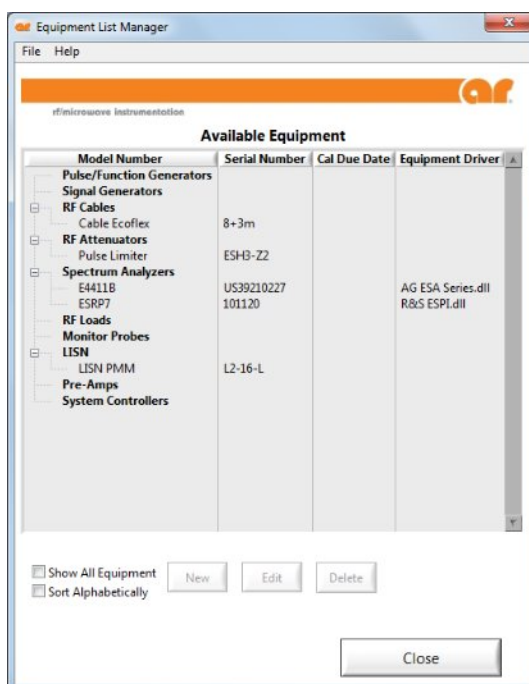 ar Equipment List Manager
File Help
ar
rf/microwave instrumentation
Available Equipment
Model Number Serial Number Cal Due Date Equipment Driver
Pulse/Function Generators
Signal Generators
RF Cables
Cable Ecoflex 8+3m
RF Attenuators
Pulse Limiter ESH3-Z2
Spectrum Analyzers
E4411B US39210227 AG ESA Series.dll
ESRP7 101120 R&S ESPI.dll
RF Loads
Monitor Probes
LISN
LISN PMM L2-16-L
Pre-Amps
System Controllers
Show All Equipment New Edit Delete
Sort Alphabetically
Close